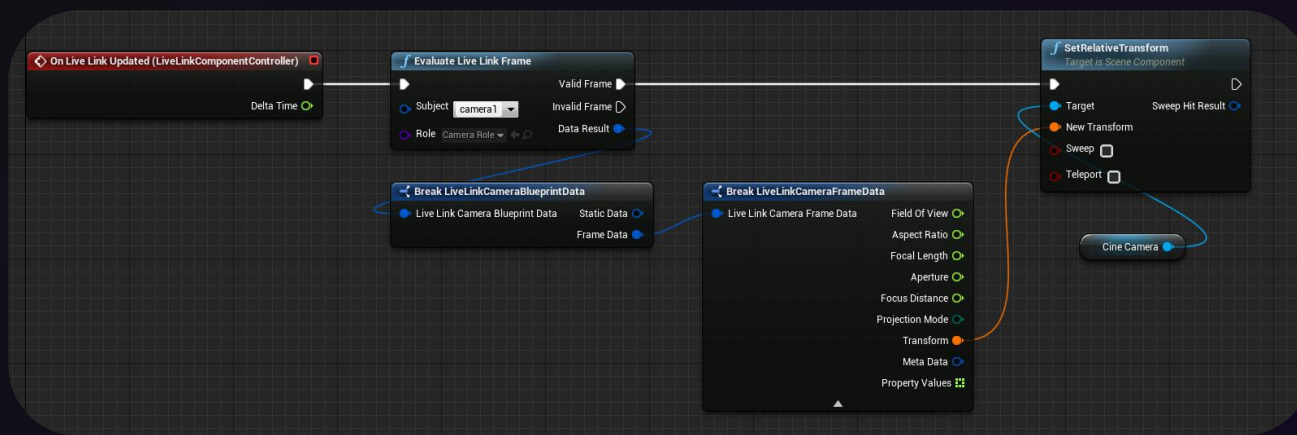 On Live Link Updated (LiveLinkComponentController)
Delta Time
f Evaluate Live Link Frame
Valid Frame
Subject camera1 Invalid Frame
Role Camera Role Data Result
f SetRelativeTransform
Target is Scene Component
Target Sweep Hit Result
New Transform
Sweep
Teleport
Break LiveLinkCameraBlueprintData
Live Link Camera Blueprint Data Static Data
Frame Data
Break LiveLinkCameraFrameData
Live Link Camera Frame Data Field Of View
Aspect Ratio
Focal Length
Aperture
Focus Distance
Projection Mode
Transform
Meta Data
Property Values
Cine Camera